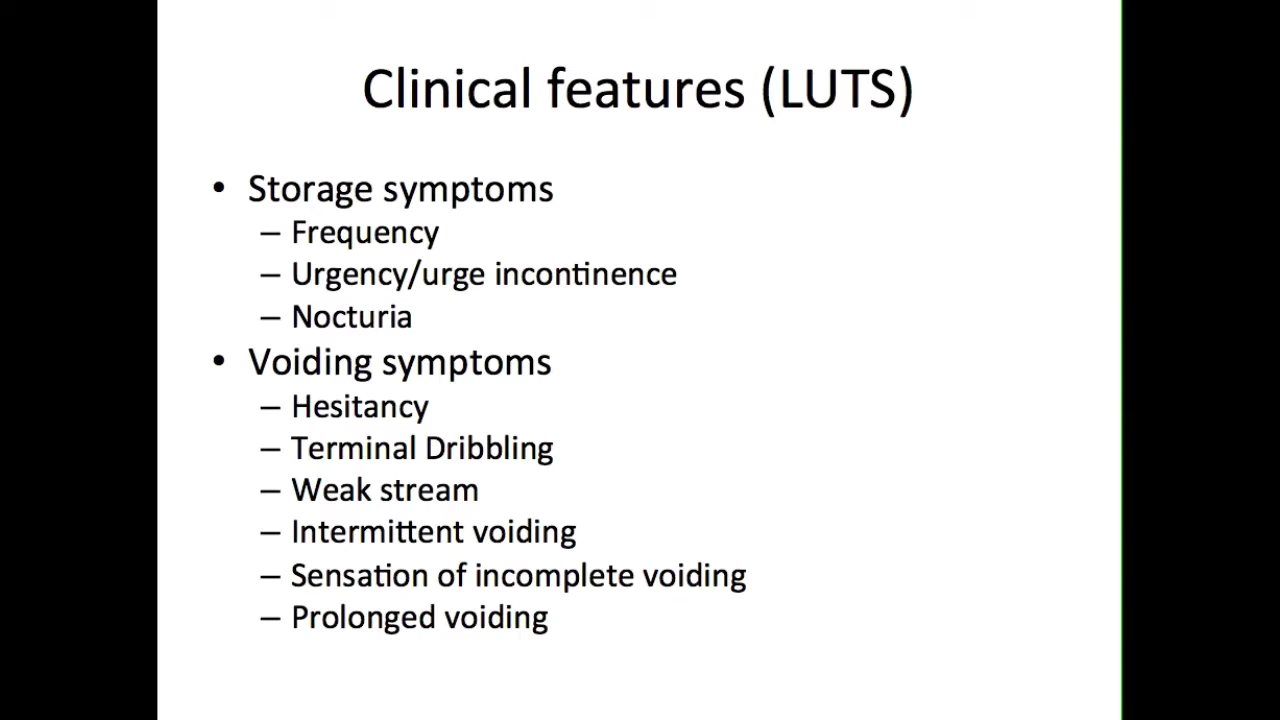 Clinical features (LUTS)
• Storage symptoms
– Frequency
– Urgency/urge incontinence
– Nocturia
• Voiding symptoms
– Hesitancy
– Terminal Dribbling
– Weak stream
– Intermittent voiding
– Sensation of incomplete voiding
– Prolonged voiding